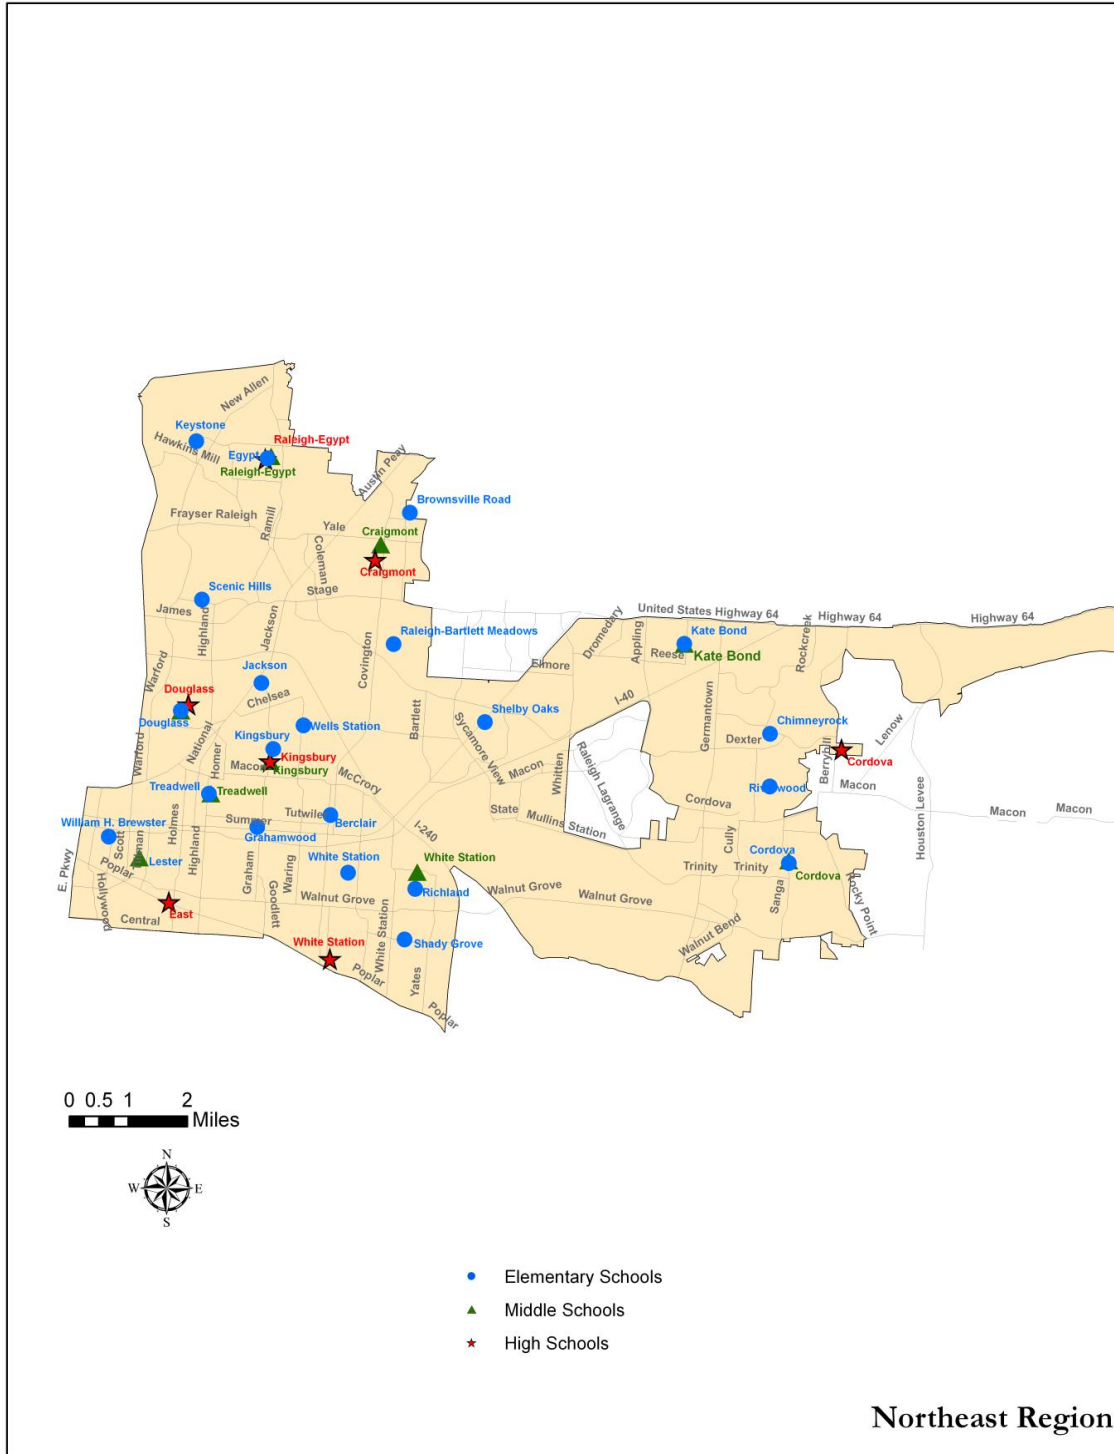 New Allen
Keystone
Hawkins Mill
Raleigh-Egypt
Egypt
Raleigh-Egypt
Austin Peay
Brownsville Road
Frayser Raleigh
Ramill
Yale
Craigmont
Coleman
Craigmont
Stage
Scenic Hills
James
Highland
Jackson
United States Highway 64
Highway 64
Highway 64
Dromedary
Appling
Rockcreek
Raleigh-Bartlett Meadows
Kate Bond
Reese
Kate Bond
Covington
Elmore
Warford
Jackson
Douglass
Chelsea
I-40
Germantown
Douglass
Bartlett
Shelby Oaks
Sycamore View
Chimneyrock
Lenow
Wells Station
Dexter
National
Kingsbury
Warford
Homer
Kingsbury
Macon
Kingsbury
McCrory
Macon
Whitten
Raleigh Lagrange
Berryhill
Cordova
Treadwell
Treadwell
Macon
Cordova
State
Mullins Station
Macon
Macon
William H. Brewster
Scott
Holmes
Highland
Summer
Berclair
Grahamwood
I-240
Cully
Houston Levee
Lester
Poplar
E. Pkwy
Hollywood
Graham
Goodlett
Waring
White Station
White Station
Richland
Walnut Grove
Walnut Grove
Walnut Grove
Trinity
Trinity
Cordova
Cordova
Sanga
Rocky Point
Central
East
White Station
White Station
Shady Grove
Walnut Bend
Poplar
Yates
Poplar
0 0.5 1 2
Miles
N
W E
S
Elementary Schools
Middle Schools
High Schools
Northeast Region